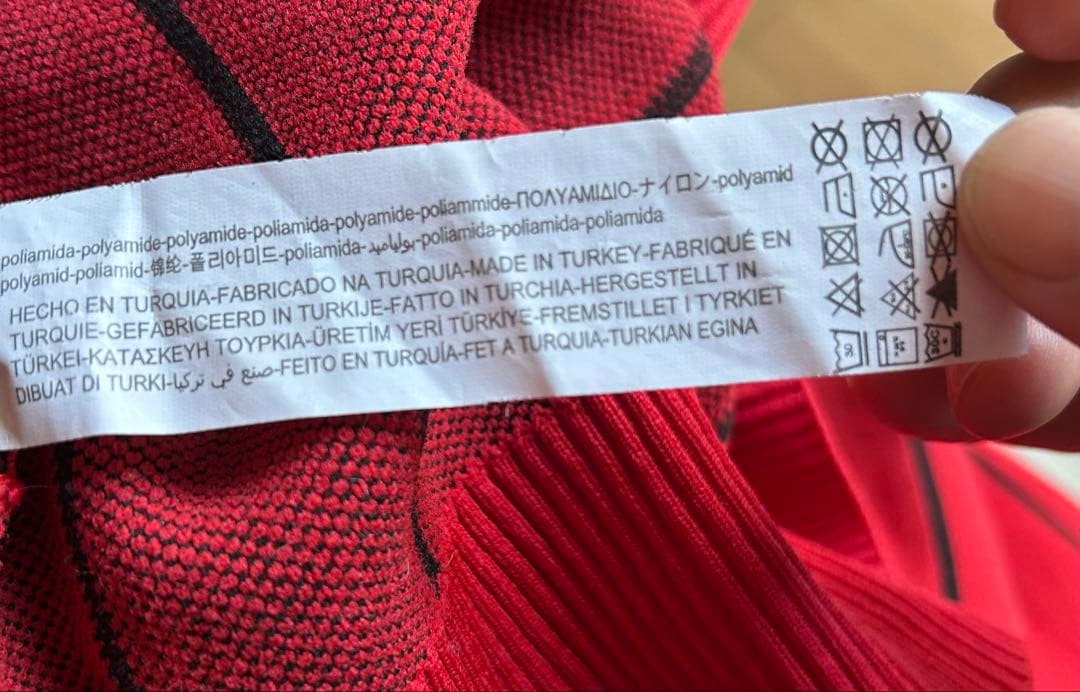 poliamida-polyamide-polyamide-poliamida-polyamide-poliammide-ΠΟΛΥΑΜΙΔΙΟ-ナイロン-polyamid
polyamid-poliamid-锦纶-폴리아미드-poliamida-بولياميد-poliamida-poliamida-poliamida
HECHO EN TURQUIA-FABRICADO NA TURQUIA-MADE IN TURKEY-FABRIQUÉ EN
TURQUIE-GEFABRICEERD IN TURKIJE-FATTO IN TURCHIA-HERGESTELLT IN
TÜRKEI-ΚΑΤΑΣΚΕΥΗ ΤΟΥΡΚΙΑ-ÜRETİM YERİ TÜRKİYE-FREMSTILLET I TYRKIET
DIBUAT DI TURKI-صنع في تركيا-FEITO EN TURQUÍA-FET A TURQUIA-TURKIAN EGINA